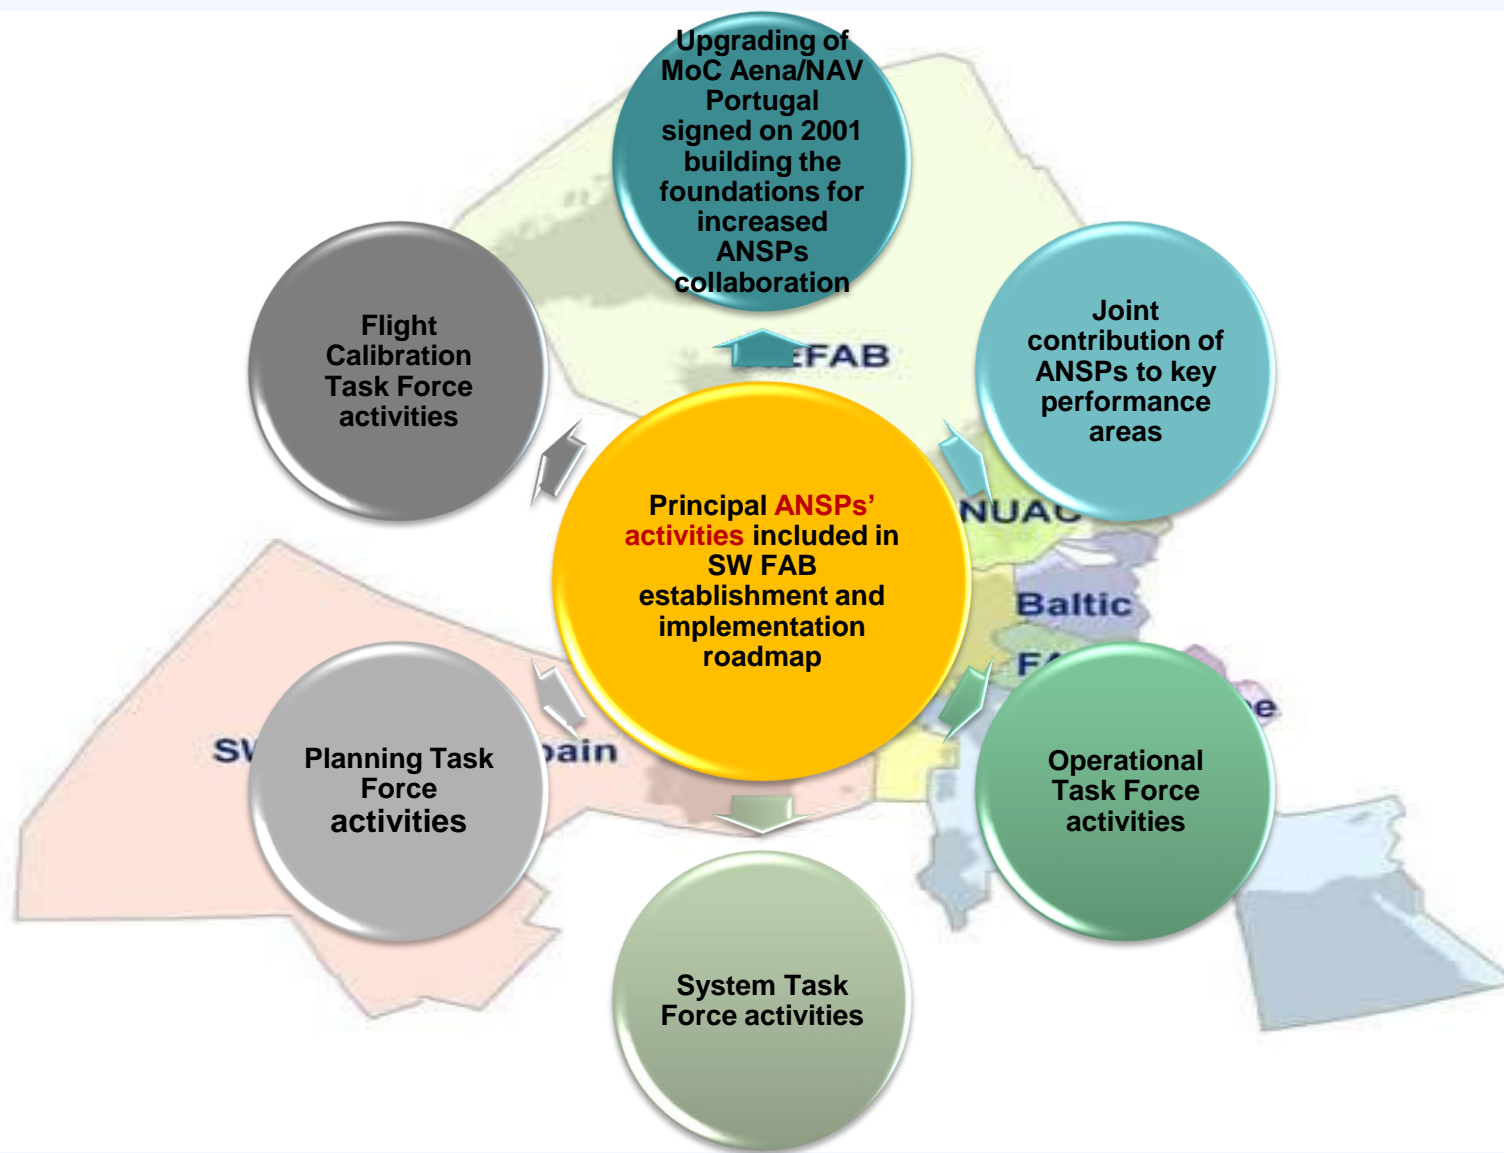 Upgrading of
MoC Aena/NAV
Portugal
signed on 2001
building the
foundations for
increased
ANSPs
collaboration
Flight
Calibration
Task Force
activities
Joint
contribution of
ANSPs to key
performance
areas
Principal ANSPs’
activities included in
SW FAB
establishment and
implementation
roadmap
Baltic
Planning Task
Force
activities
Operational
Task Force
activities
System Task
Force activities